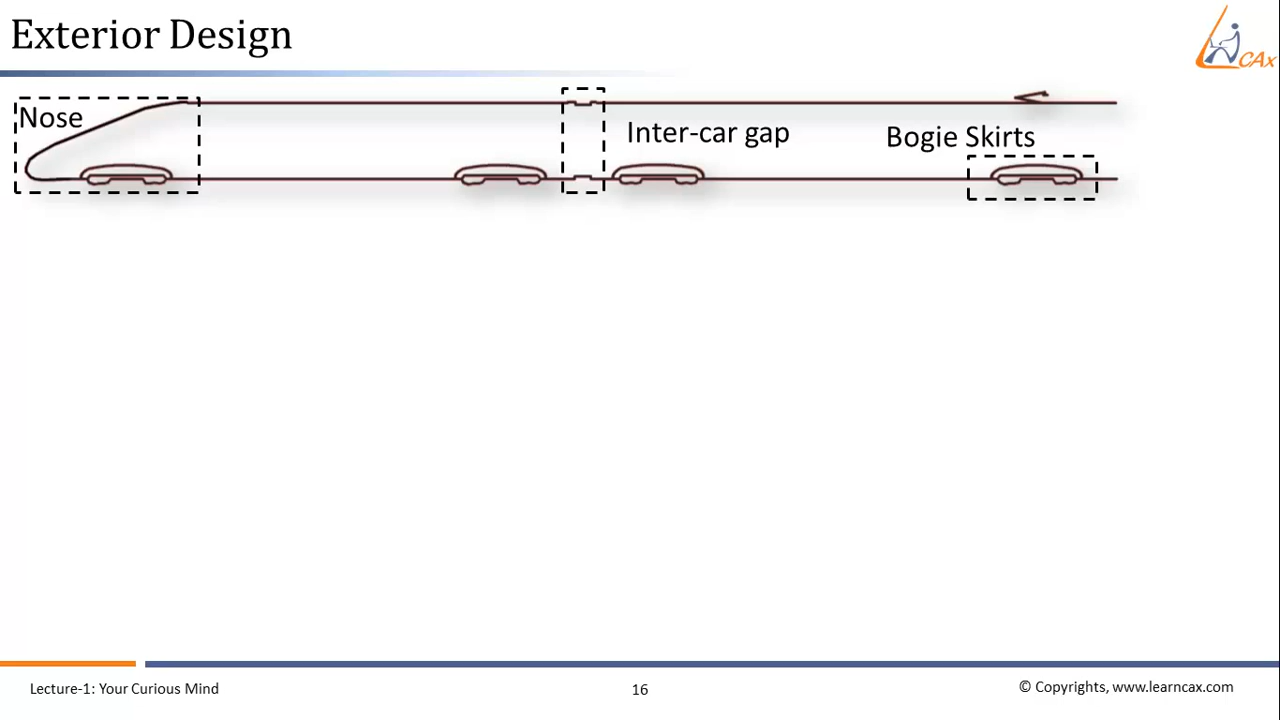 Exterior Design
CAx
Nose
Inter-car gap
Bogie Skirts
Lecture-1: Your Curious Mind
16
© Copyrights, www.learncax.com